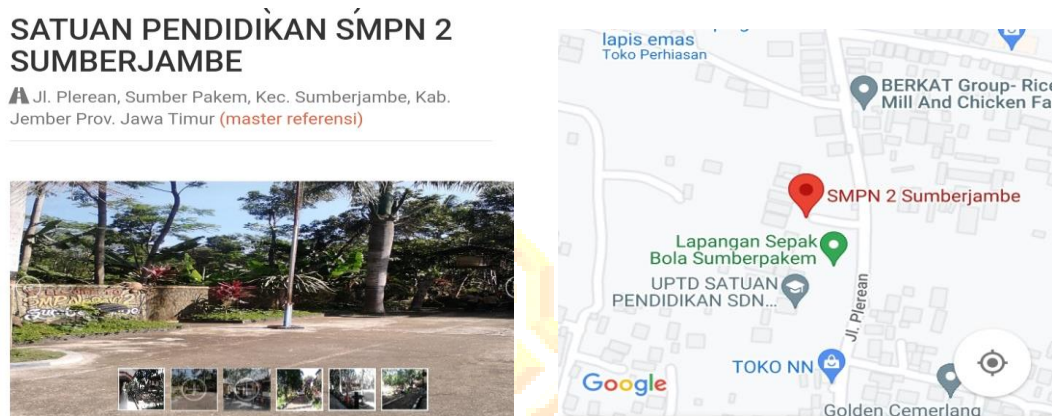 SATUAN PENDIDIKAN SMPN 2
SUMBERJAMBE
Jl. Plerean, Sumber Pakem, Kec. Sumberjambe, Kab.
Jember Prov. Jawa Timur (master referensi)
lapis emas
Toko Perhiasan
BERKAT Group- Rice
Mill And Chicken Fa
SMPN 2 Sumberjambe
Lapangan Sepak
Bola Sumberpakem
UPTD SATUAN
PENDIDIKAN SDN...
Jl. Plerean
TOKO NN
Google
Golden Cemerlang